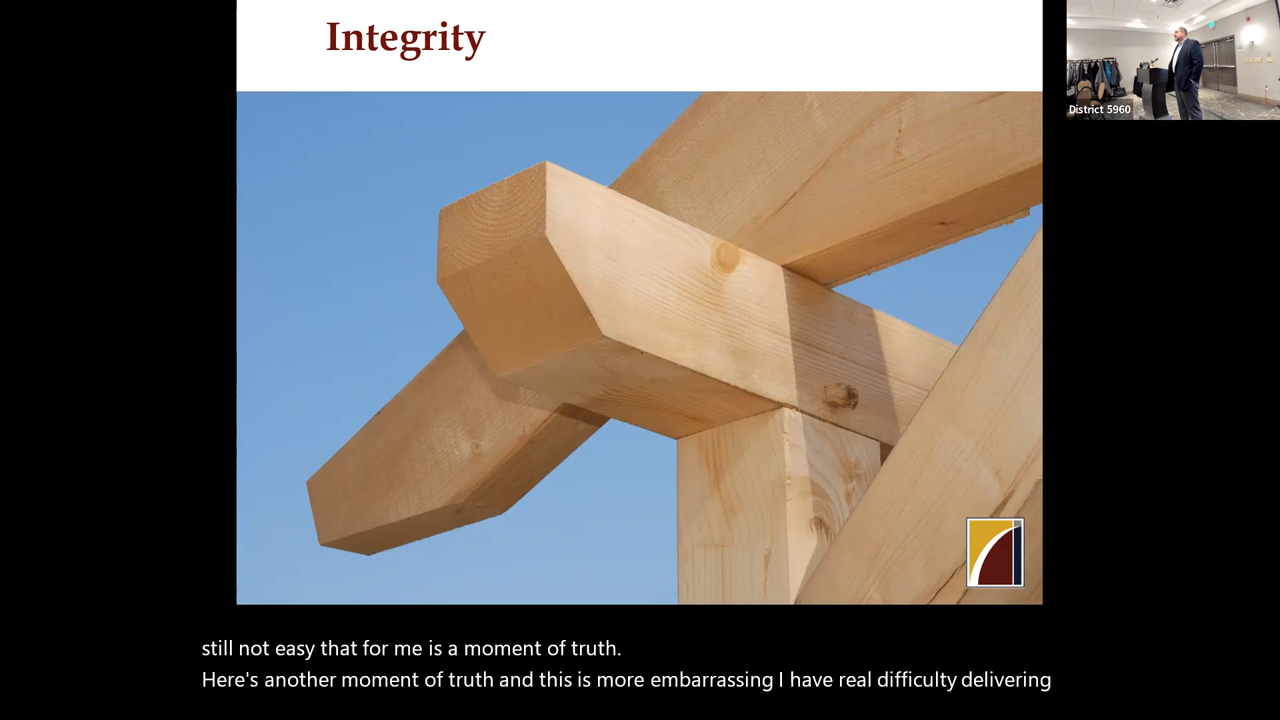 Integrity
District 5960
still not easy that for me is a moment of truth.
Here's another moment of truth and this is more embarrassing I have real difficulty delivering